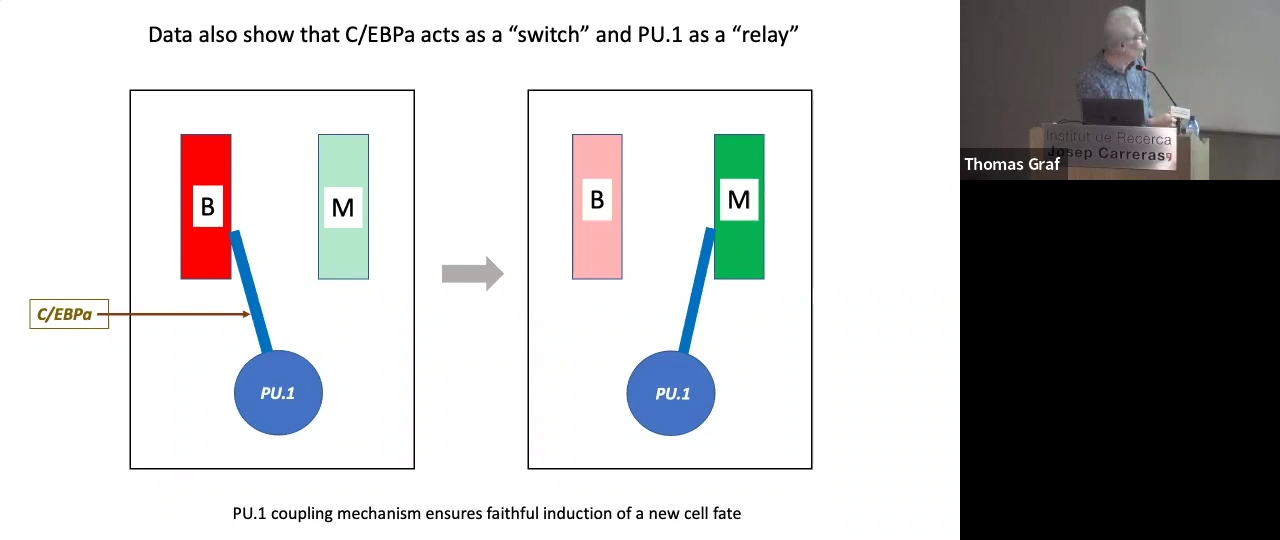 Data also show that C/EBPa acts as a “switch” and PU.1 as a “relay”
B
M
B
M
C/EBPa
PU.1
PU.1
PU.1 coupling mechanism ensures faithful induction of a new cell fate
Institut de Recerca
Josep Carreras
Thomas Graf